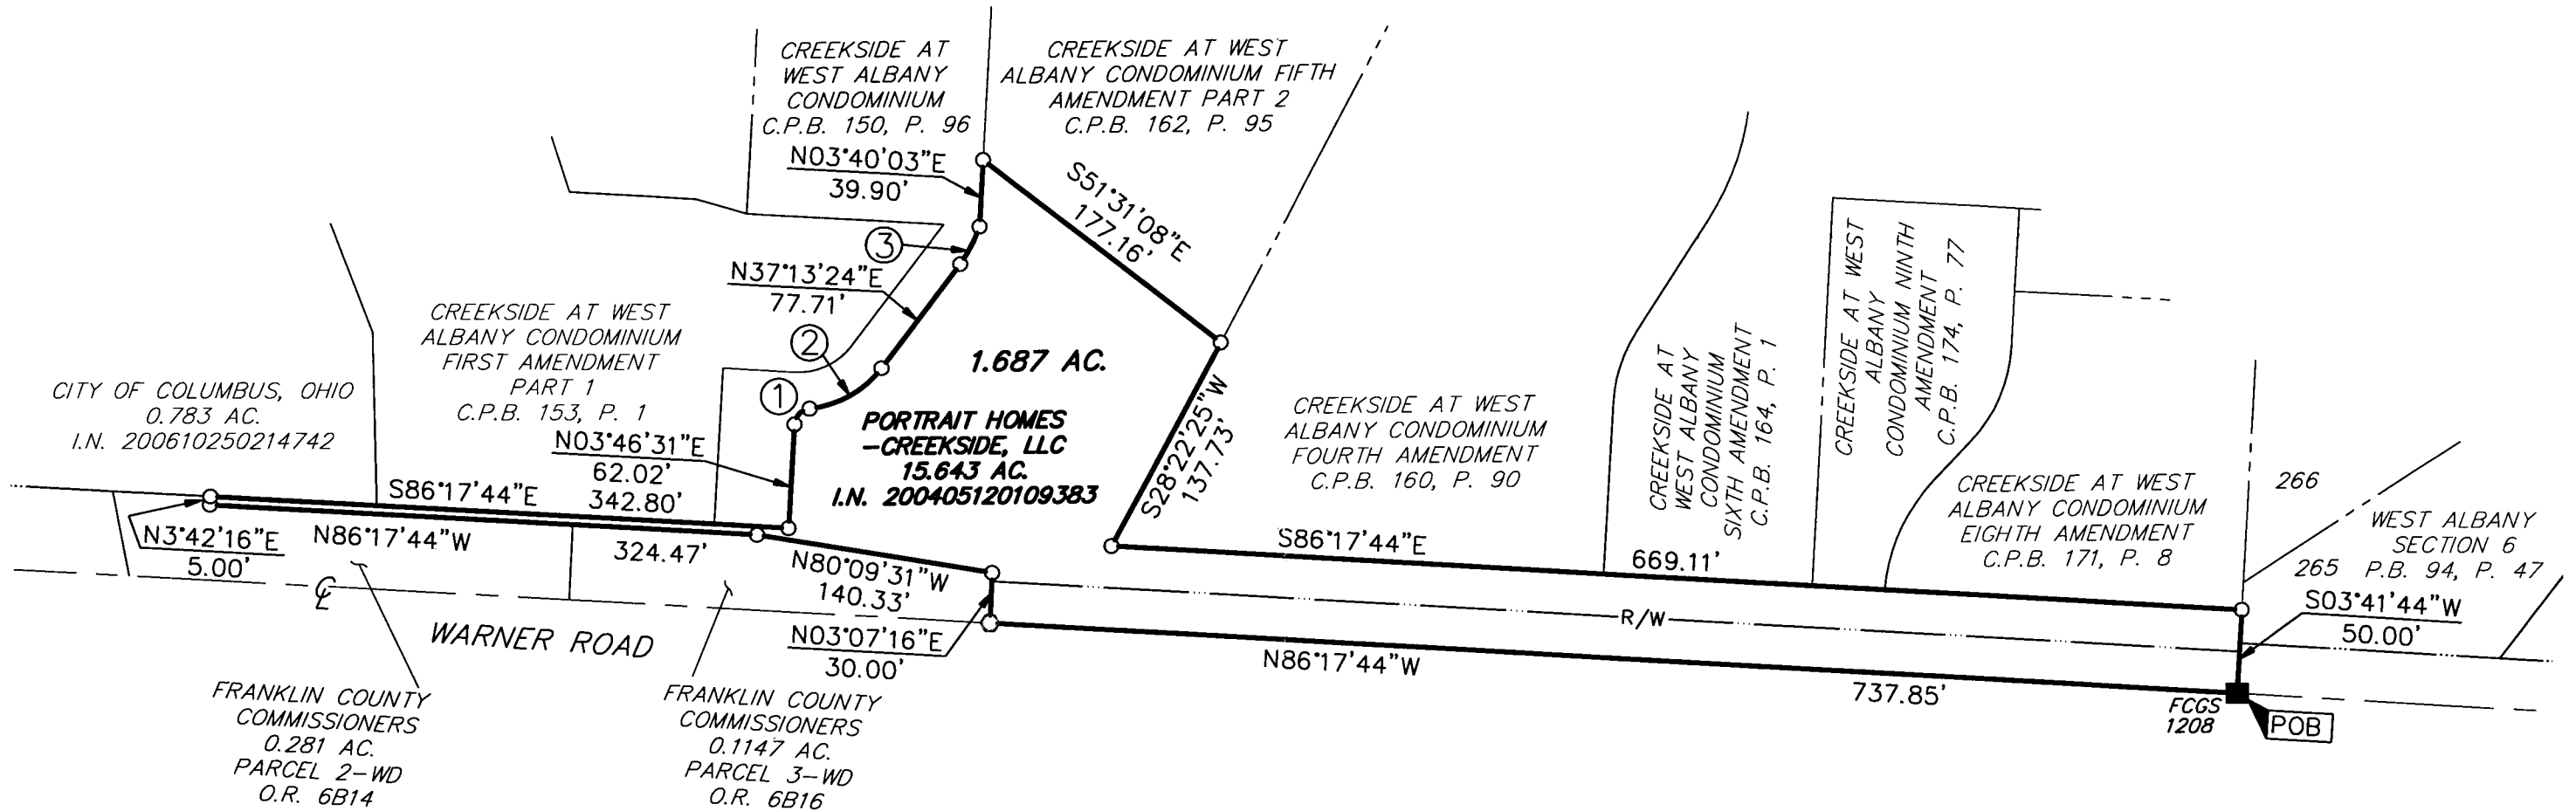 CREEKSIDE AT
WEST ALBANY
CONDOMINIUM
C.P.B. 150, P. 96
CREEKSIDE AT WEST
ALBANY CONDOMINIUM FIFTH
AMENDMENT PART 2
C.P.B. 162, P. 95
N03°40'03"E
39.90'
S51°31'08"E
177.16'
3
N37°13'24"E
77.71'
2
1
1.687 AC.
PORTRAIT HOMES
-CREEKSIDE, LLC
15.643 AC.
I.N. 200405120109383
CREEKSIDE AT WEST
ALBANY CONDOMINIUM
FIRST AMENDMENT
PART 1
C.P.B. 153, P. 1
CITY OF COLUMBUS, OHIO
0.783 AC.
I.N. 200610250214742
N03°46'31"E
62.02'
S86°17'44"E
342.80'
S28°22'25"W
137.73'
CREEKSIDE AT WEST
ALBANY CONDOMINIUM
FOURTH AMENDMENT
C.P.B. 160, P. 90
CREEKSIDE AT
WEST ALBANY
CONDOMINIUM
SIXTH AMENDMENT
C.P.B. 164, P. 1
CREEKSIDE AT WEST
ALBANY
CONDOMINIUM NINTH
AMENDMENT
C.P.B. 174, P. 77
CREEKSIDE AT WEST
ALBANY CONDOMINIUM
EIGHTH AMENDMENT
C.P.B. 171, P. 8
266
WEST ALBANY
SECTION 6
265 P.B. 94, P. 47
S03°41'44"W
50.00'
N3°42'16"E
5.00'
N86°17'44"W
324.47'
N80°09'31"W
140.33'
S86°17'44"E
669.11'
R/W
℄
WARNER ROAD
N03°07'16"E
30.00'
N86°17'44"W
737.85'
FCGS
1208
POB
FRANKLIN COUNTY
COMMISSIONERS
0.281 AC.
PARCEL 2-WD
O.R. 6B14
FRANKLIN COUNTY
COMMISSIONERS
0.1147 AC.
PARCEL 3-WD
O.R. 6B16